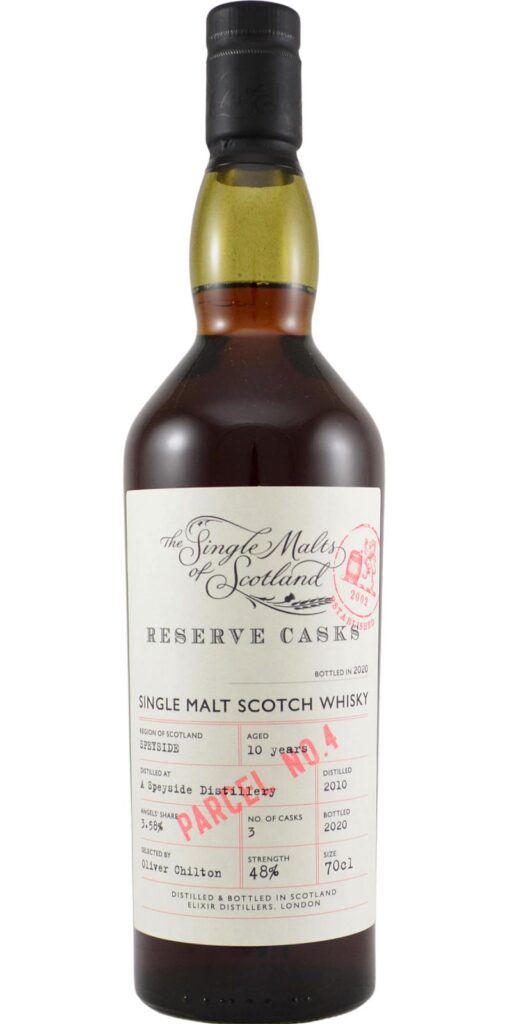 The Single Malts
of Scotland
2002
ESTABLISHED
RESERVE CASKS
BOTTLED IN 2020
SINGLE MALT SCOTCH WHISKY
REGION OF SCOTLAND
SPEYSIDE
AGED
10 years
PARCEL NO.4
DISTILLED AT
A Speyside Distillery
DISTILLED
2010
ANGELS' SHARE
3.58%
NO. OF CASKS
3
BOTTLED
2020
SELECTED BY
Oliver Chilton
STRENGTH
48%
SIZE
70cl
DISTILLED & BOTTLED IN SCOTLAND
ELIXIR DISTILLERS, LONDON